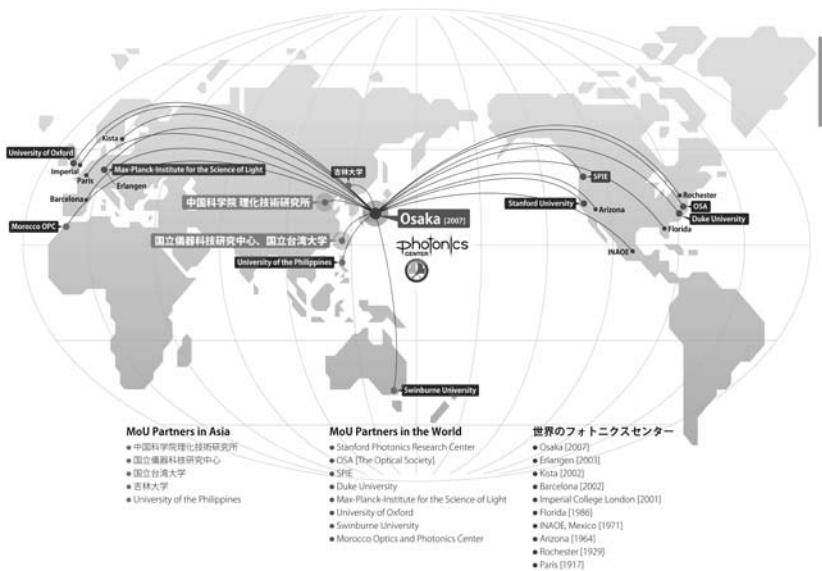 Kista
University of Oxford
Imperial
Paris
Max-Planck-Institute for the Science of Light
Erlangen
Barcelona
Morocco OPC
吉林大学
中国科学院 理化技術研究所
Osaka [2007]
photonics
CENTER
国立儀器科技研究中心、国立台湾大学
University of the Philippines
Swinburne University
SPIE
Stanford University
Arizona
Rochester
OSA
Duke University
Florida
INAOE
MoU Partners in Asia
• 中国科学院理化技術研究所
• 国立儀器科技研究中心
• 国立台湾大学
• 吉林大学
• University of the Philippines
MoU Partners in the World
• Stanford Photonics Research Center
• OSA [The Optical Society]
• SPIE
• Duke University
• Max-Planck-Institute for the Science of Light
• University of Oxford
• Swinburne University
• Morocco Optics and Photonics Center
世界のフォトニクスセンター
• Osaka [2007]
• Erlangen [2003]
• Kista [2002]
• Barcelona [2002]
• Imperial College London [2001]
• Florida [1986]
• INAOE, Mexico [1971]
• Arizona [1964]
• Rochester [1929]
• Paris [1917]